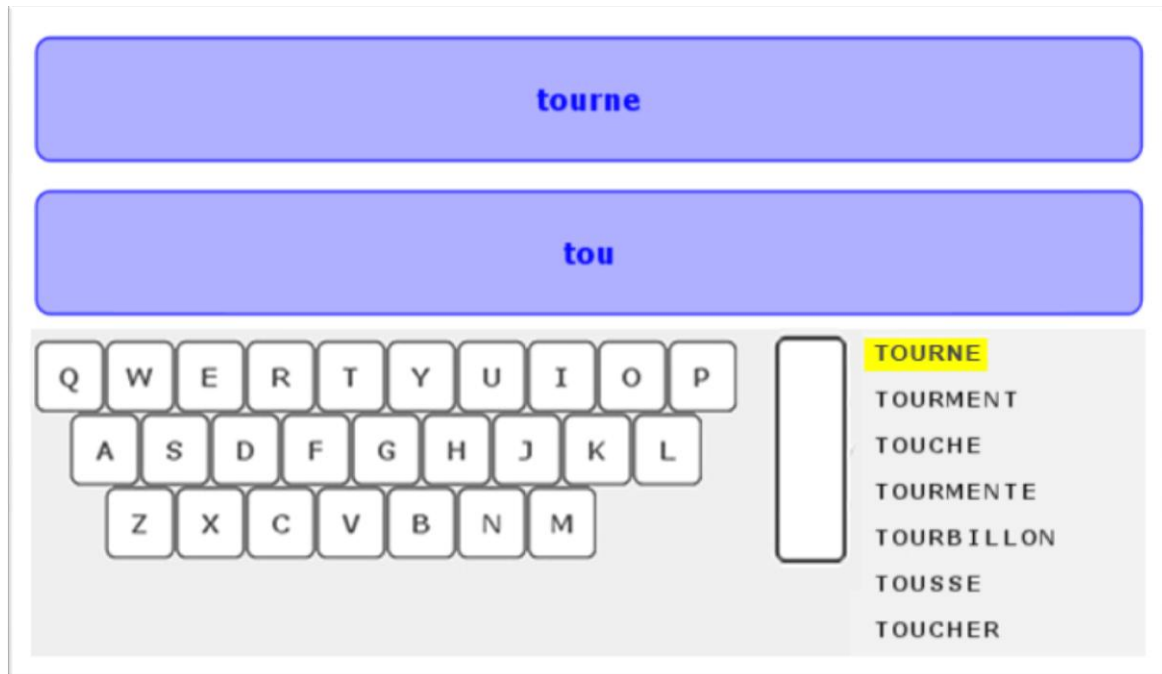 tourne
tou
Q W E R T Y U I O P
A S D F G H J K L
Z X C V B N M
TOURNE
TOURMENT
TOUCHE
TOURMENTE
TOURBILLON
TOUSSE
TOUCHER